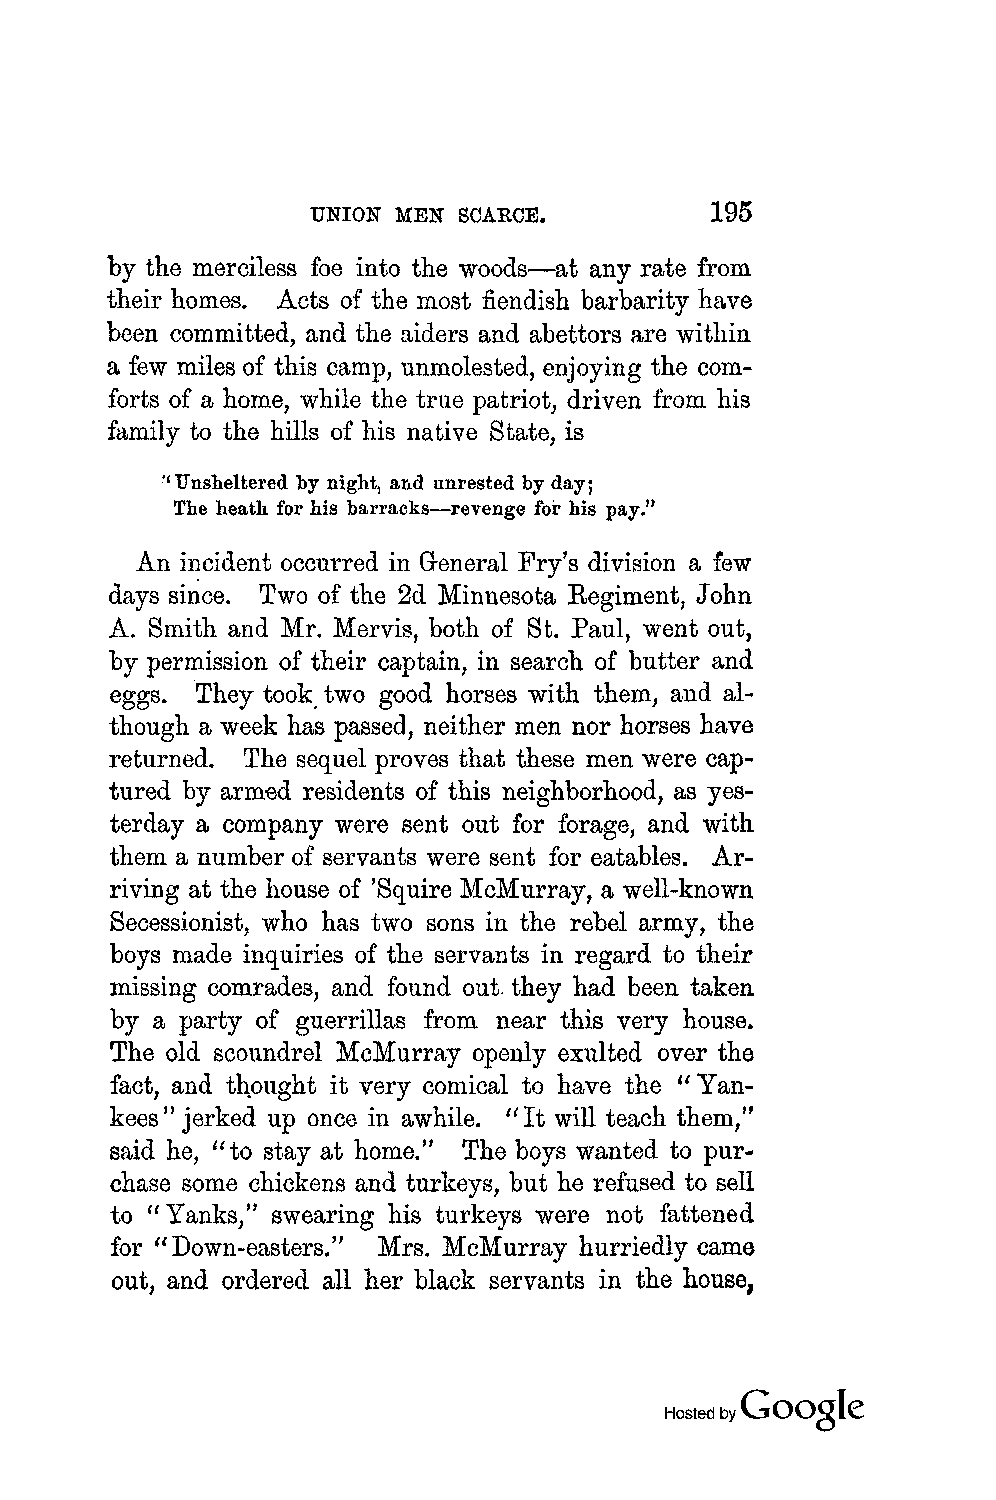 UNION MEN SCARCE. 195
by the merciless foe into the woods—at any rate from
their homes. Acts of the most fiendish barbarity have
been committed, and the aiders and abettors are within
a few miles of this camp, unmolested, enjoying the com-
forts of a home, while the true patriot, driven from his
family to the hills of his native State, is
"Unsheltered by night, and unrested by day;
The heath for his barracks—revenge for his pay."
An incident occurred in General Fry's division a few
days since. Two of the 2d Minnesota Regiment, John
A. Smith and Mr. Mervis, both of St. Paul, went out,
by permission of their captain, in search of butter and
eggs. They took two good horses with them, and al-
though a week has passed, neither men nor horses have
returned. The sequel proves that these men were cap-
tured by armed residents of this neighborhood, as yes-
terday a company were sent out for forage, and with
them a number of servants were sent for eatables. Ar-
riving at the house of 'Squire McMurray, a well-known
Secessionist, who has two sons in the rebel army, the
boys made inquiries of the servants in regard to their
missing comrades, and found out they had been taken
by a party of guerrillas from near this very house.
The old scoundrel McMurray openly exulted over the
fact, and thought it very comical to have the "Yan-
kees" jerked up once in awhile. "It will teach them,"
said he, "to stay at home." The boys wanted to pur-
chase some chickens and turkeys, but he refused to sell
to "Yanks," swearing his turkeys were not fattened
for "Down-easters." Mrs. McMurray hurriedly came
out, and ordered all her black servants in the house,
Hosted by Google